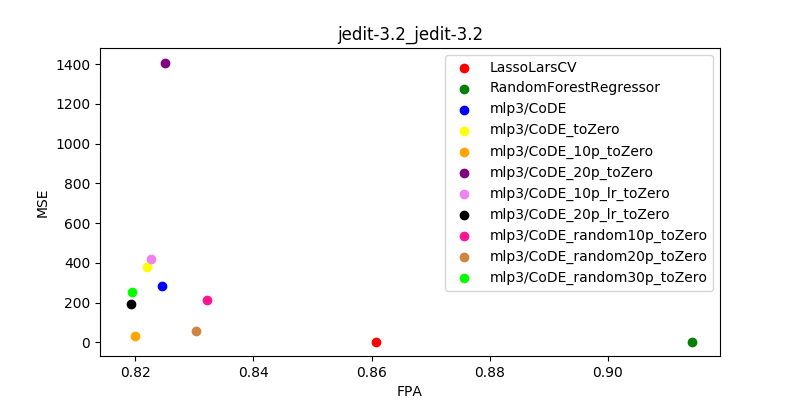 jedit-3.2_jedit-3.2
LassoLarsCV
RandomForestRegressor
mlp3/CoDE
mlp3/CoDE_toZero
mlp3/CoDE_10p_toZero
mlp3/CoDE_20p_toZero
mlp3/CoDE_10p_lr_toZero
mlp3/CoDE_20p_lr_toZero
mlp3/CoDE_random10p_toZero
mlp3/CoDE_random20p_toZero
mlp3/CoDE_random30p_toZero
MSE
1400
1200
1000
800
600
400
200
0
0.82 0.84 0.86 0.88 0.90
FPA